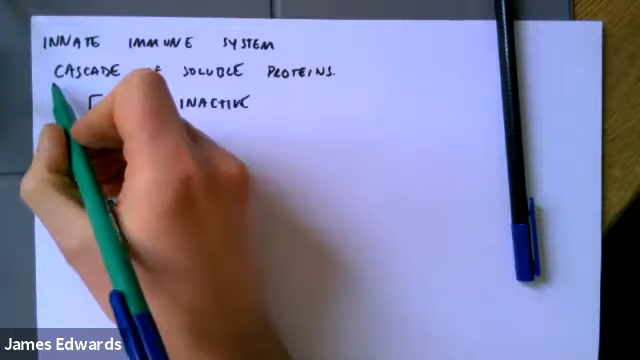 INNATE IMMUNE SYSTEM
CASCADE SOLUBLE PROTEINS.
INACTIVE
James Edwards